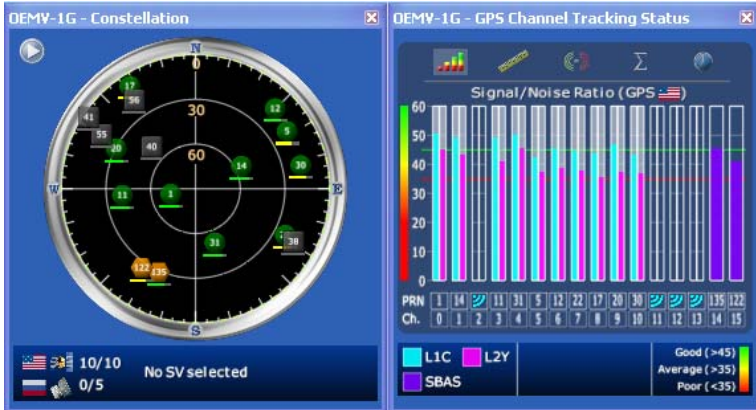 OEMV-1G - Constellation
N
0
17
56
41
12
30
55
5
20
40
60
14
30
W
E
11
1
31
38
122
135
S
10/10
No SV selected
0/5
OEMV-1G - GPS Channel Tracking Status
Signal/Noise Ratio (GPS )
60
50
40
30
20
10
0
PRN 1 14 11 31 5 12 22 17 20 30 135 122
Ch. 0 1 2 3 4 5 6 7 8 9 10 11 12 13 14 15
L1C L2Y
SBAS
Good (>45)
Average (>35)
Poor (<35)